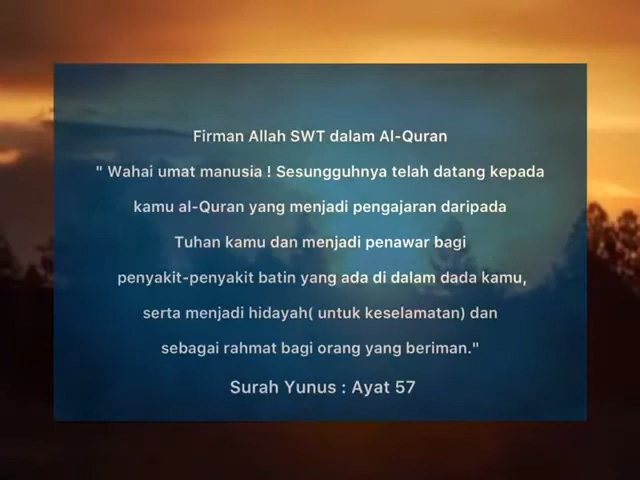 Firman Allah SWT dalam Al-Quran
" Wahai umat manusia ! Sesungguhnya telah datang kepada
kamu al-Quran yang menjadi pengajaran daripada
Tuhan kamu dan menjadi penawar bagi
penyakit-penyakit batin yang ada di dalam dada kamu,
serta menjadi hidayah( untuk keselamatan) dan
sebagai rahmat bagi orang yang beriman."
Surah Yunus : Ayat 57